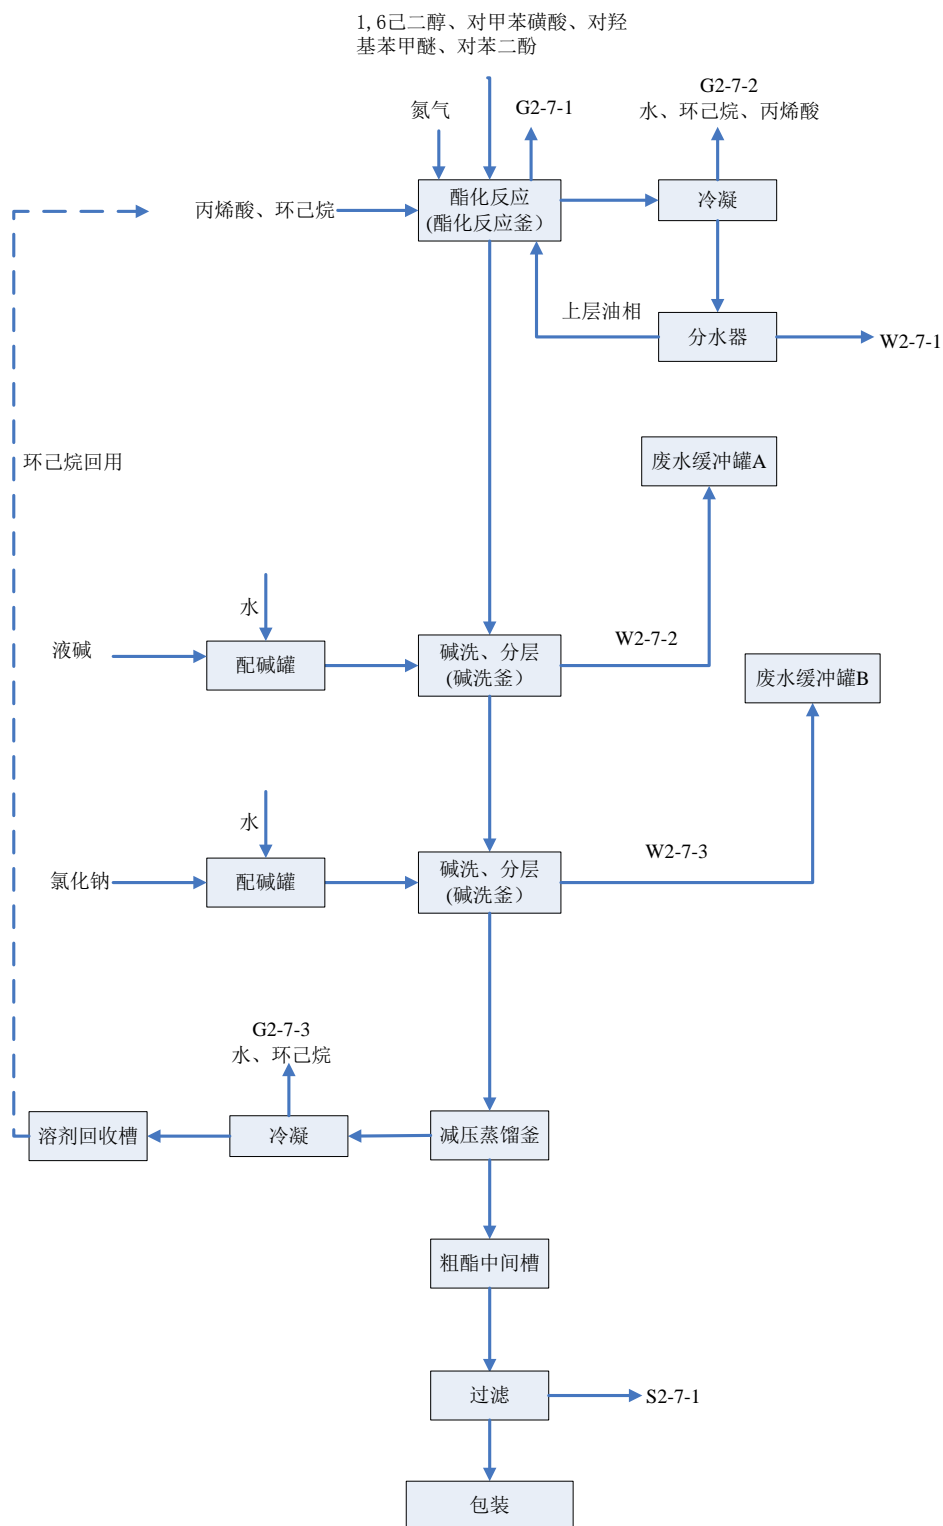 1,6己二醇、对甲苯磺酸、对羟
基苯甲醚、对苯二酚
氮气
G2-7-1
G2-7-2
水、环己烷、丙烯酸
丙烯酸、环己烷
酯化反应
(酯化反应釜）
冷凝
上层油相
分水器
W2-7-1
环己烷回用
废水缓冲罐A
水
液碱
配碱罐
碱洗、分层
(碱洗釜）
W2-7-2
废水缓冲罐B
水
氯化钠
配碱罐
碱洗、分层
(碱洗釜）
W2-7-3
G2-7-3
水、环己烷
溶剂回收槽
冷凝
减压蒸馏釜
粗酯中间槽
过滤
S2-7-1
包装